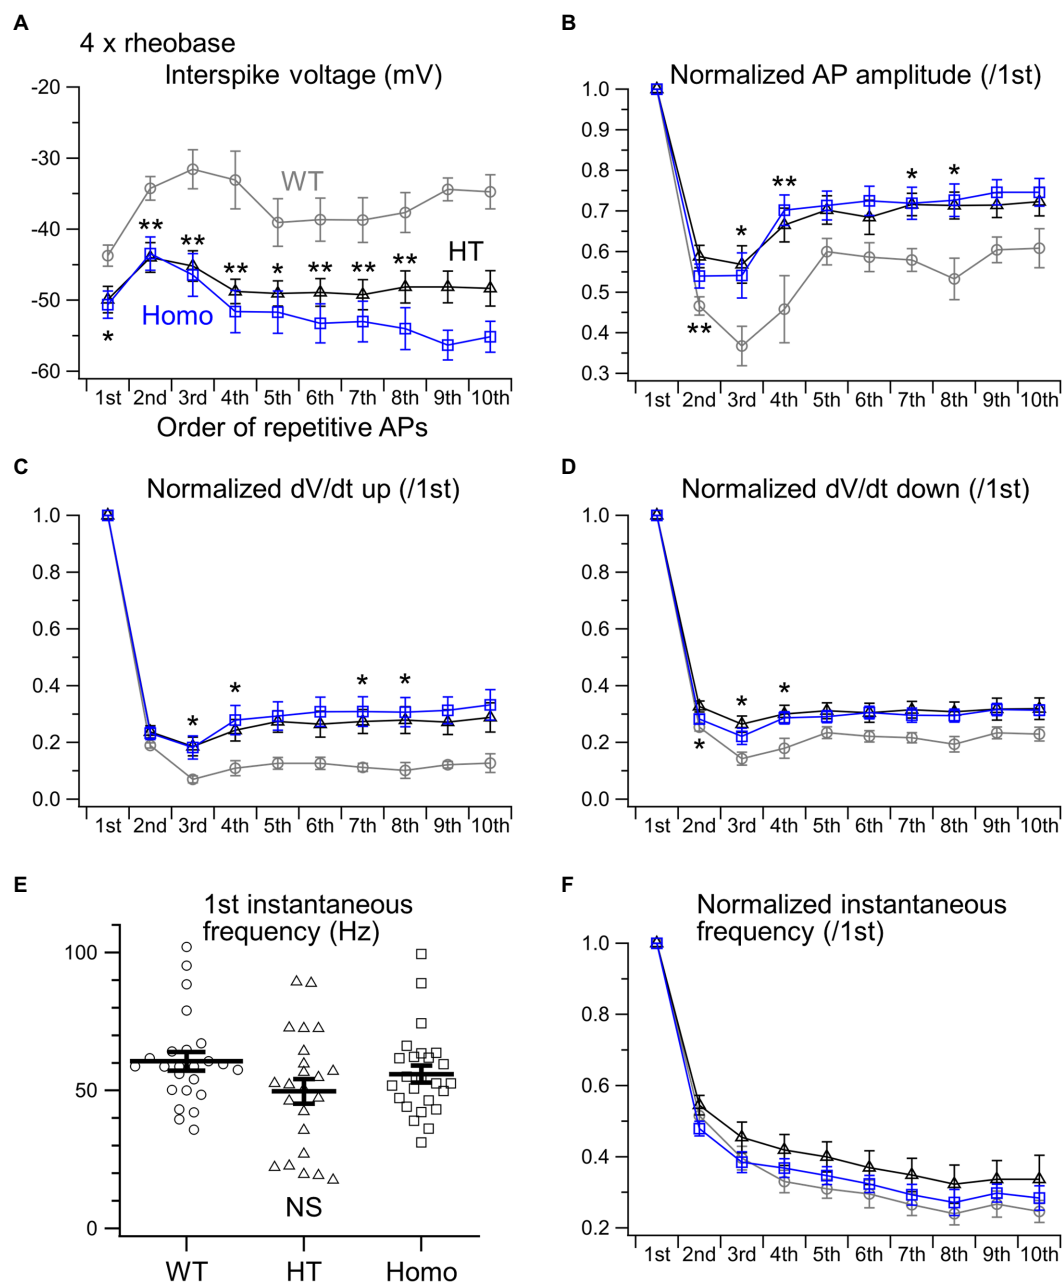 A
4 x rheobase
Interspike voltage (mV)
-20
-30
-40
-50
-60
WT
**
**
**
*
**
**
**
HT
Homo
*
1st 2nd 3rd 4th 5th 6th 7th 8th 9th 10th
Order of repetitive APs
B
Normalized AP amplitude (/1st)
1.0
0.9
0.8
0.7
0.6
0.5
0.4
0.3
**
*
**
*
*
1st 2nd 3rd 4th 5th 6th 7th 8th 9th 10th
C
Normalized dV/dt up (/1st)
1.0
0.8
0.6
0.4
0.2
0.0
*
*
*
*
1st 2nd 3rd 4th 5th 6th 7th 8th 9th 10th
D
Normalized dV/dt down (/1st)
1.0
0.8
0.6
0.4
0.2
0.0
*
*
*
1st 2nd 3rd 4th 5th 6th 7th 8th 9th 10th
E
1st instantaneous
frequency (Hz)
100
50
0
NS
WT HT Homo
F
Normalized instantaneous
frequency (/1st)
1.0
0.8
0.6
0.4
0.2
1st 2nd 3rd 4th 5th 6th 7th 8th 9th 10th